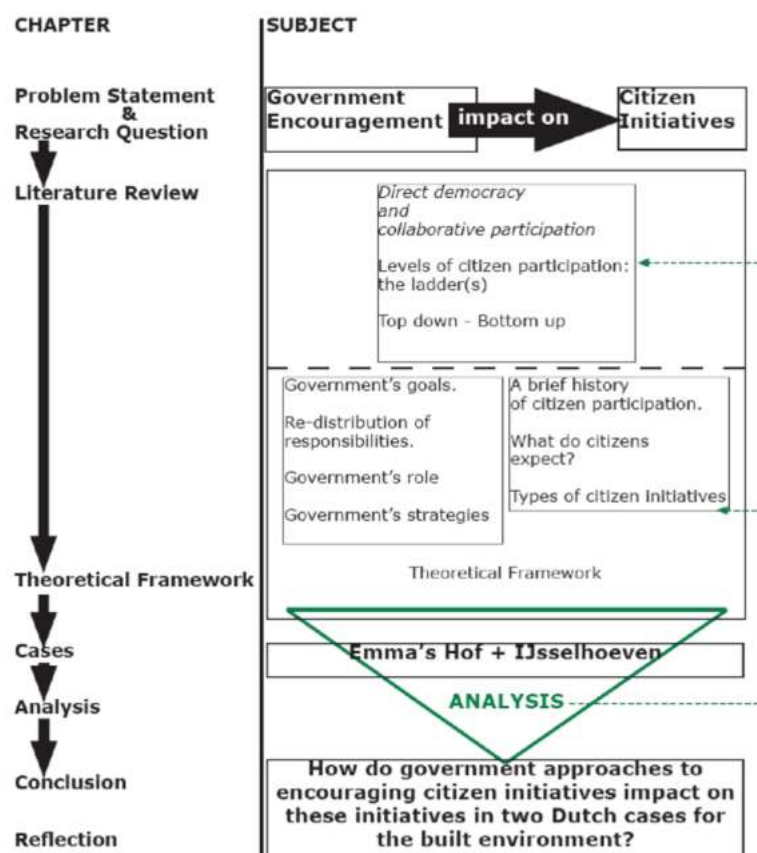 CHAPTER
SUBJECT
Problem Statement
&
Research Question
Government
Encouragement
impact on
Citizen
Initiatives
Literature Review
Direct democracy
and
collaborative participation
Levels of citizen participation:
the ladder(s)
Top down - Bottom up
Government's goals.
Re-distribution of
responsibilities.
Government's role
Government's strategies
A brief history
of citizen participation.
What do citizens
expect?
Types of citizen initiatives
Theoretical Framework
Theoretical Framework
Cases
Emma's Hof + IJsselhoeven
Analysis
ANALYSIS
Conclusion
How do government approaches to
encouraging citizen initiatives impact on
these initiatives in two Dutch cases for
the built environment?
Reflection